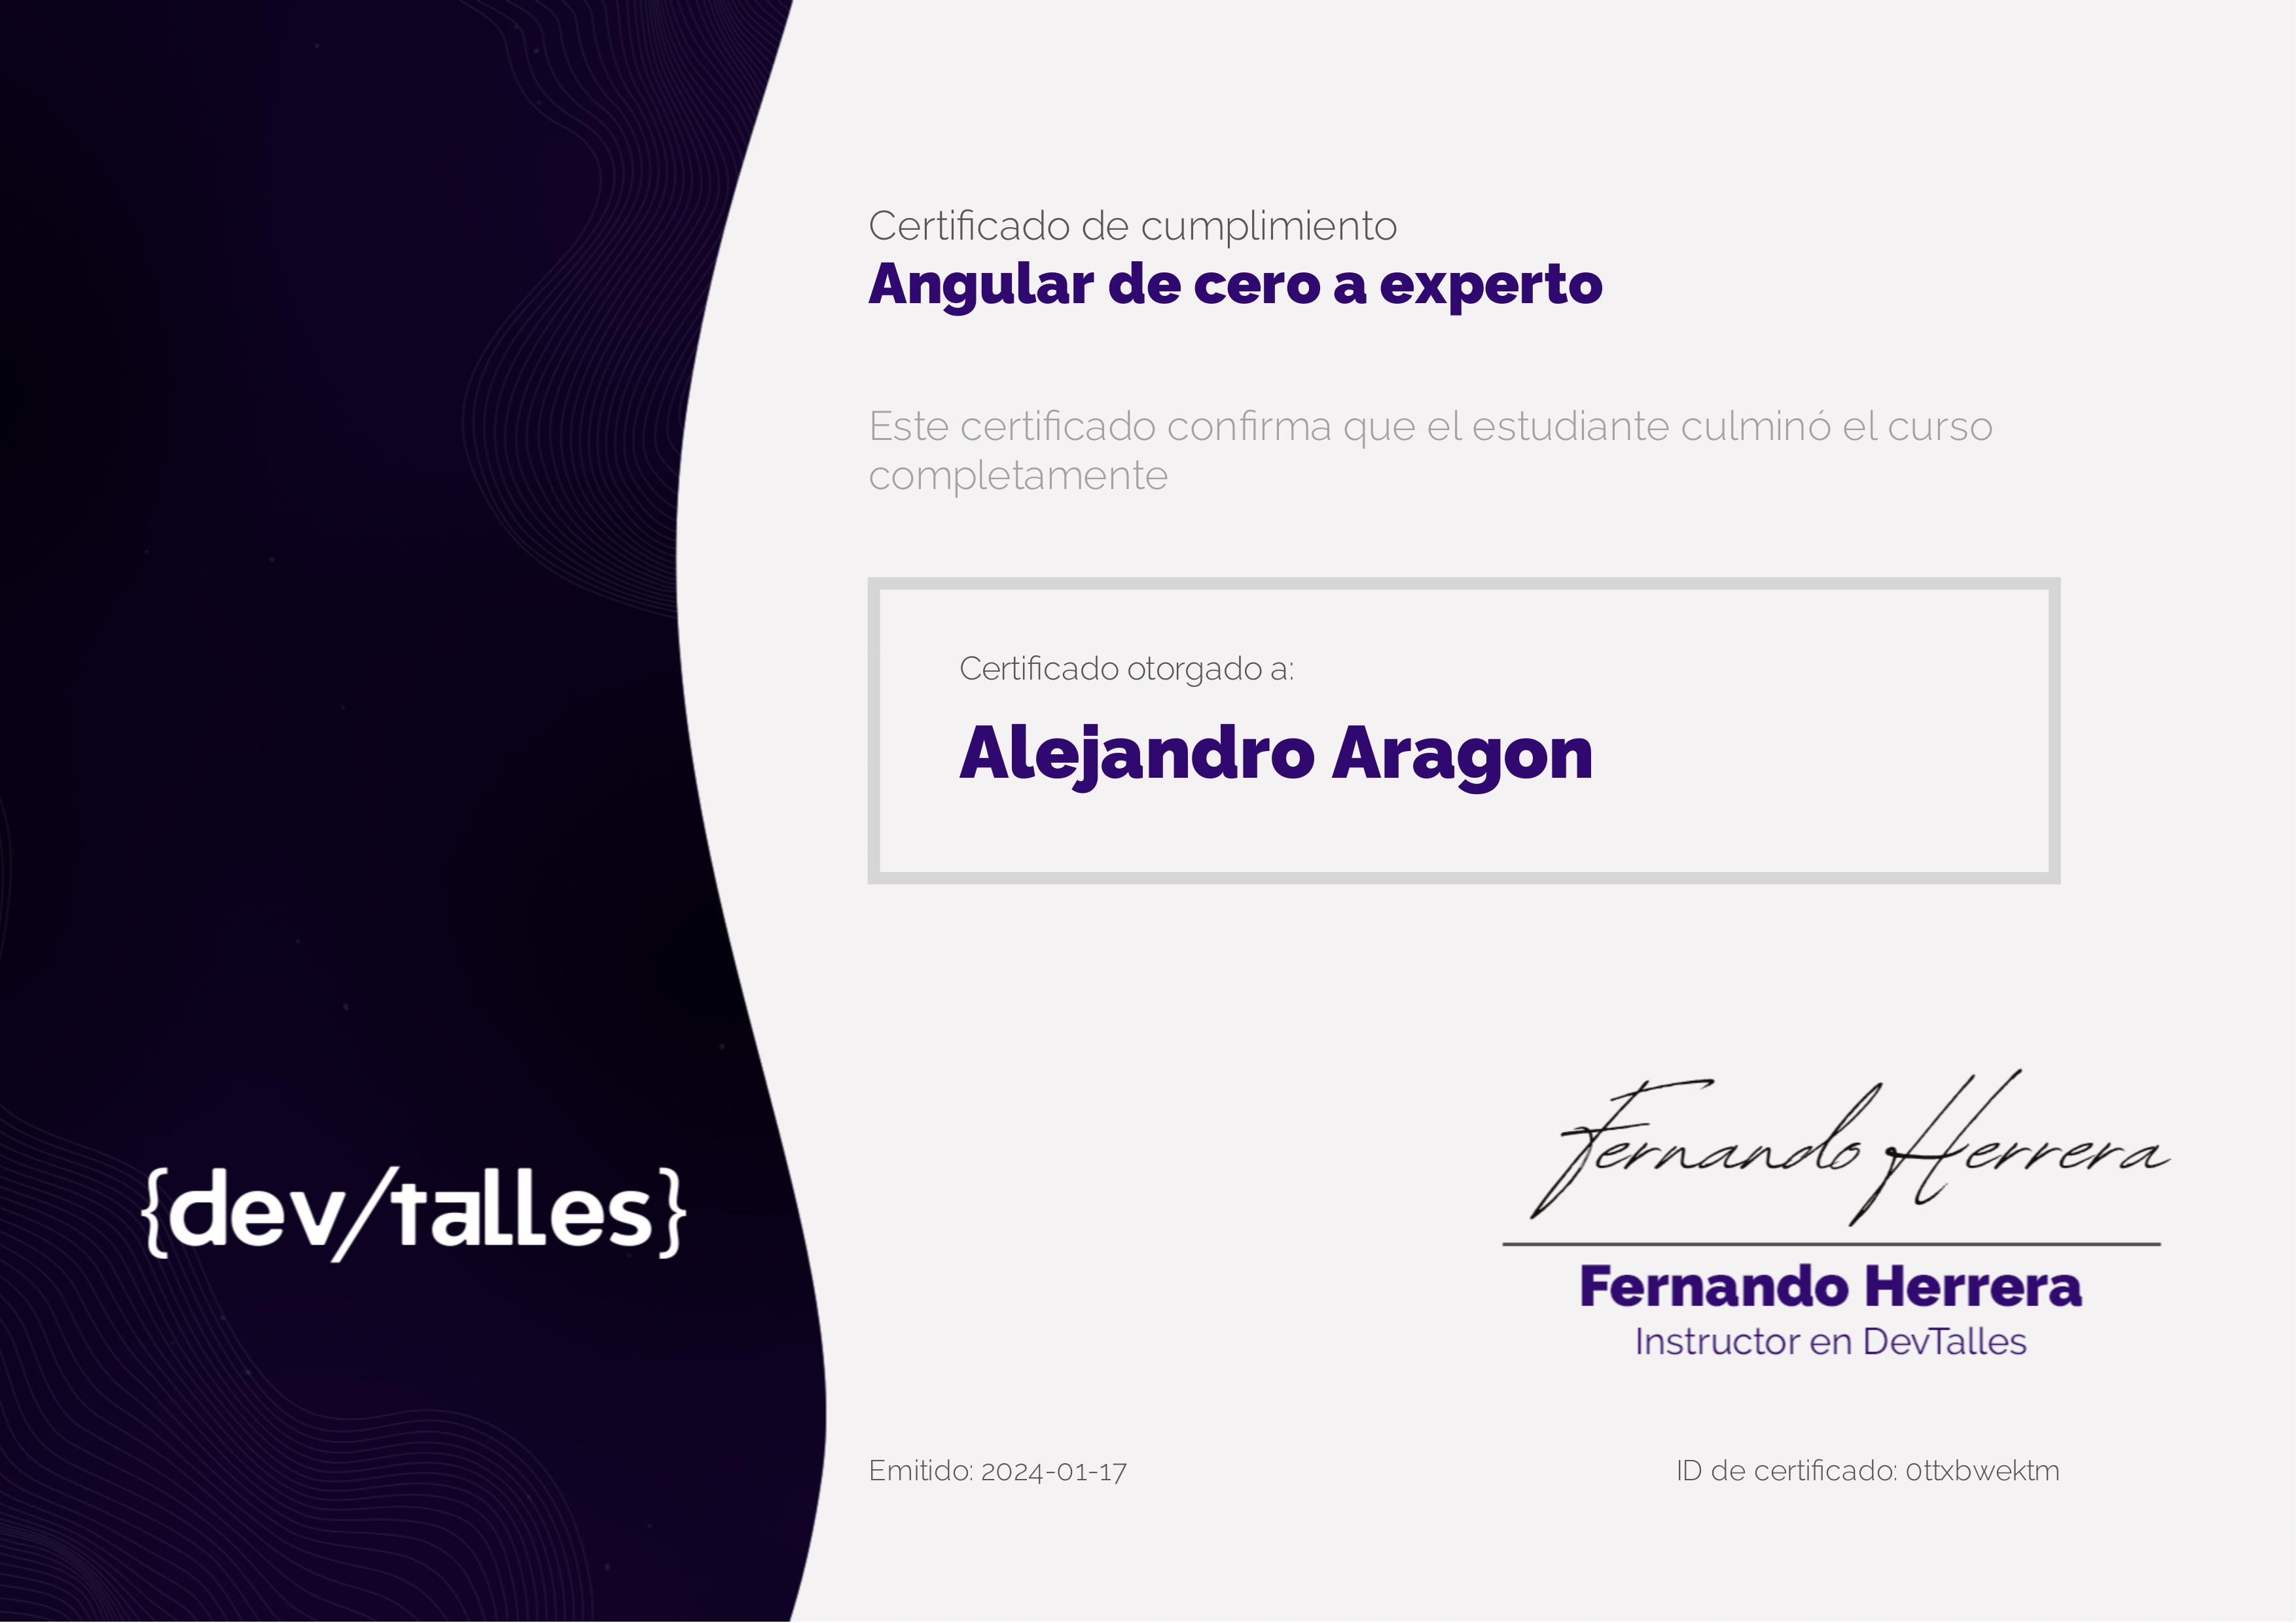 Certificado de cumplimiento
Angular de cero a experto
Este certificado confirma que el estudiante culminó el curso
completamente
Certificado otorgado a:
Alejandro Aragon
{dev/talles}
Fernando Herrera
Fernando Herrera
Instructor en DevTalles
Emitido: 2024-01-17
ID de certificado: 0ttxbwektm